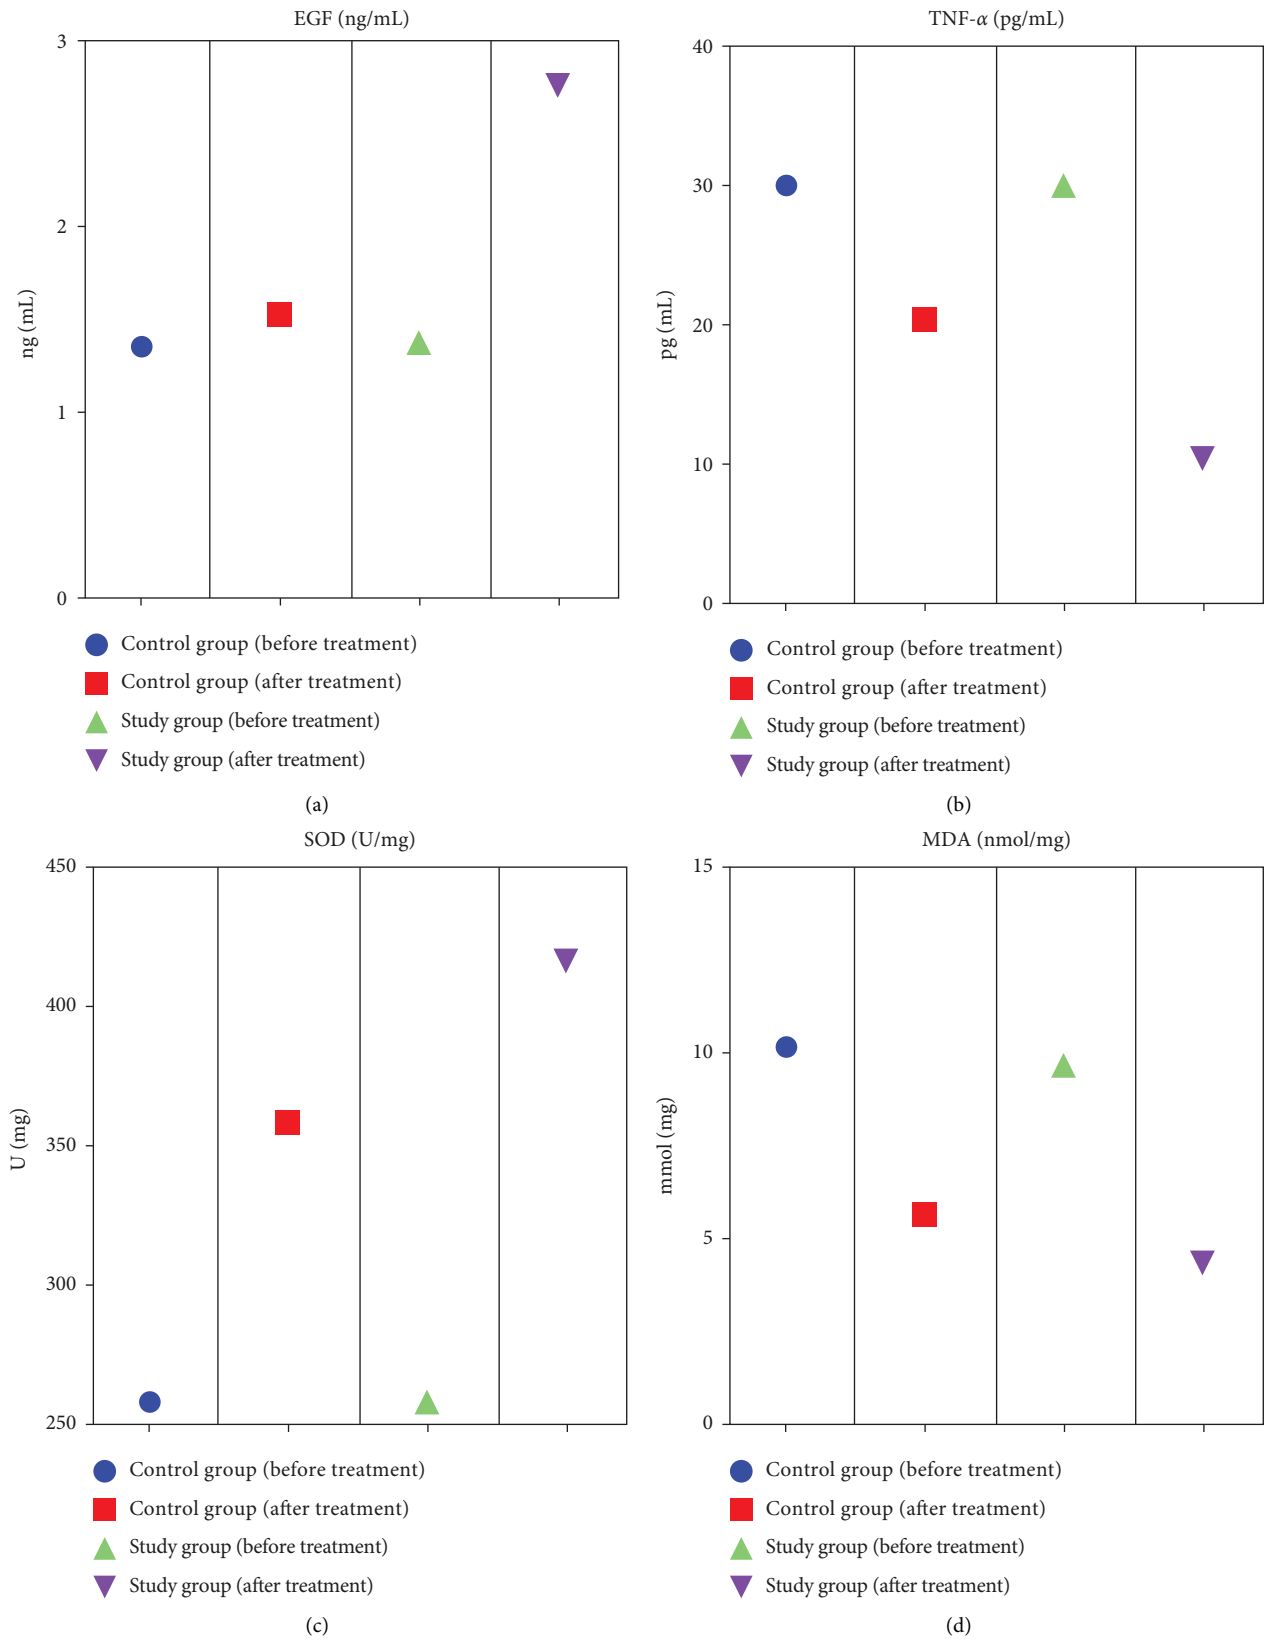 EGF (ng/mL)
3
2
1
0
ng (mL)
Control group (before treatment)
Control group (after treatment)
Study group (before treatment)
Study group (after treatment)
(a)
TNF-α (pg/mL)
40
30
20
10
0
pg (mL)
Control group (before treatment)
Control group (after treatment)
Study group (before treatment)
Study group (after treatment)
(b)
SOD (U/mg)
450
400
350
300
250
U (mg)
Control group (before treatment)
Control group (after treatment)
Study group (before treatment)
Study group (after treatment)
(c)
MDA (nmol/mg)
15
10
5
0
mmol (mg)
Control group (before treatment)
Control group (after treatment)
Study group (before treatment)
Study group (after treatment)
(d)